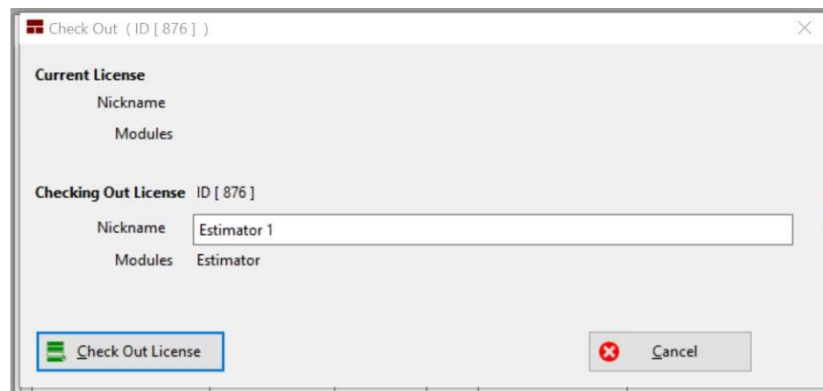 Check Out ( ID [ 876 ] )
Current License
Nickname
Modules
Checking Out License ID [ 876 ]
Nickname Estimator 1
Modules Estimator
Check Out License Cancel